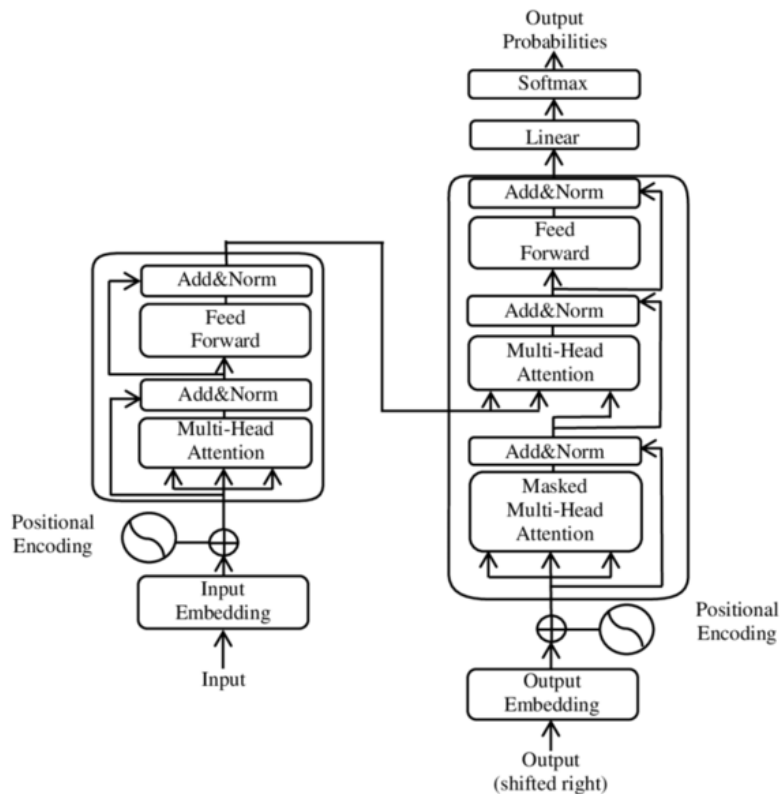 Output
Probabilities
Softmax
Linear
Add&Norm
Feed
Forward
Add&Norm
Multi-Head
Attention
Add&Norm
Masked
Multi-Head
Attention
Positional
Encoding
Output
Embedding
Output
(shifted right)
Add&Norm
Feed
Forward
Add&Norm
Multi-Head
Attention
Positional
Encoding
Input
Embedding
Input